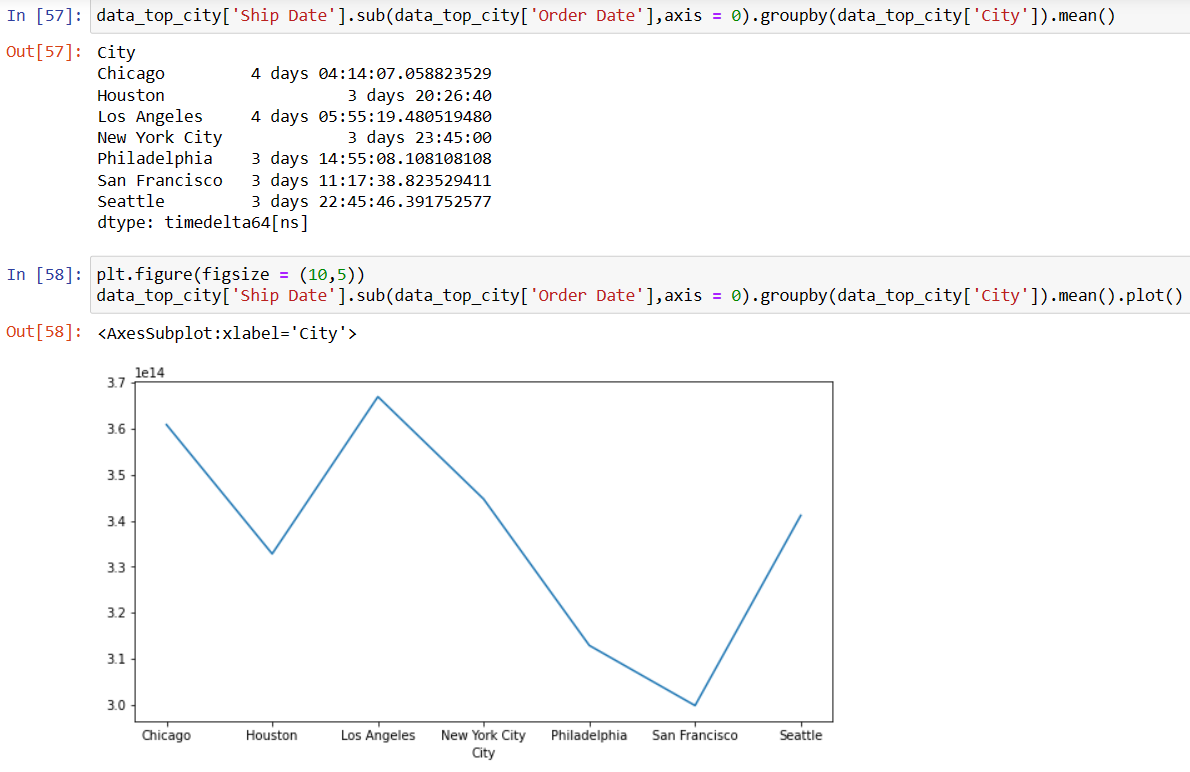 In [57]: data_top_city['Ship Date'].sub(data_top_city['Order Date'],axis = 0).groupby(data_top_city['City']).mean()
Out[57]: City
Chicago 4 days 04:14:07.058823529
Houston 3 days 20:26:40
Los Angeles 4 days 05:55:19.480519480
New York City 3 days 23:45:00
Philadelphia 3 days 14:55:08.108108108
San Francisco 3 days 11:17:38.823529411
Seattle 3 days 22:45:46.391752577
dtype: timedelta64[ns]
In [58]: plt.figure(figsize = (10,5))
data_top_city['Ship Date'].sub(data_top_city['Order Date'],axis = 0).groupby(data_top_city['City']).mean().plot()
Out[58]: <AxesSubplot:xlabel='City'>
1e14
3.7
3.6
3.5
3.4
3.3
3.2
3.1
3.0
Chicago Houston Los Angeles New York City Philadelphia San Francisco Seattle
City